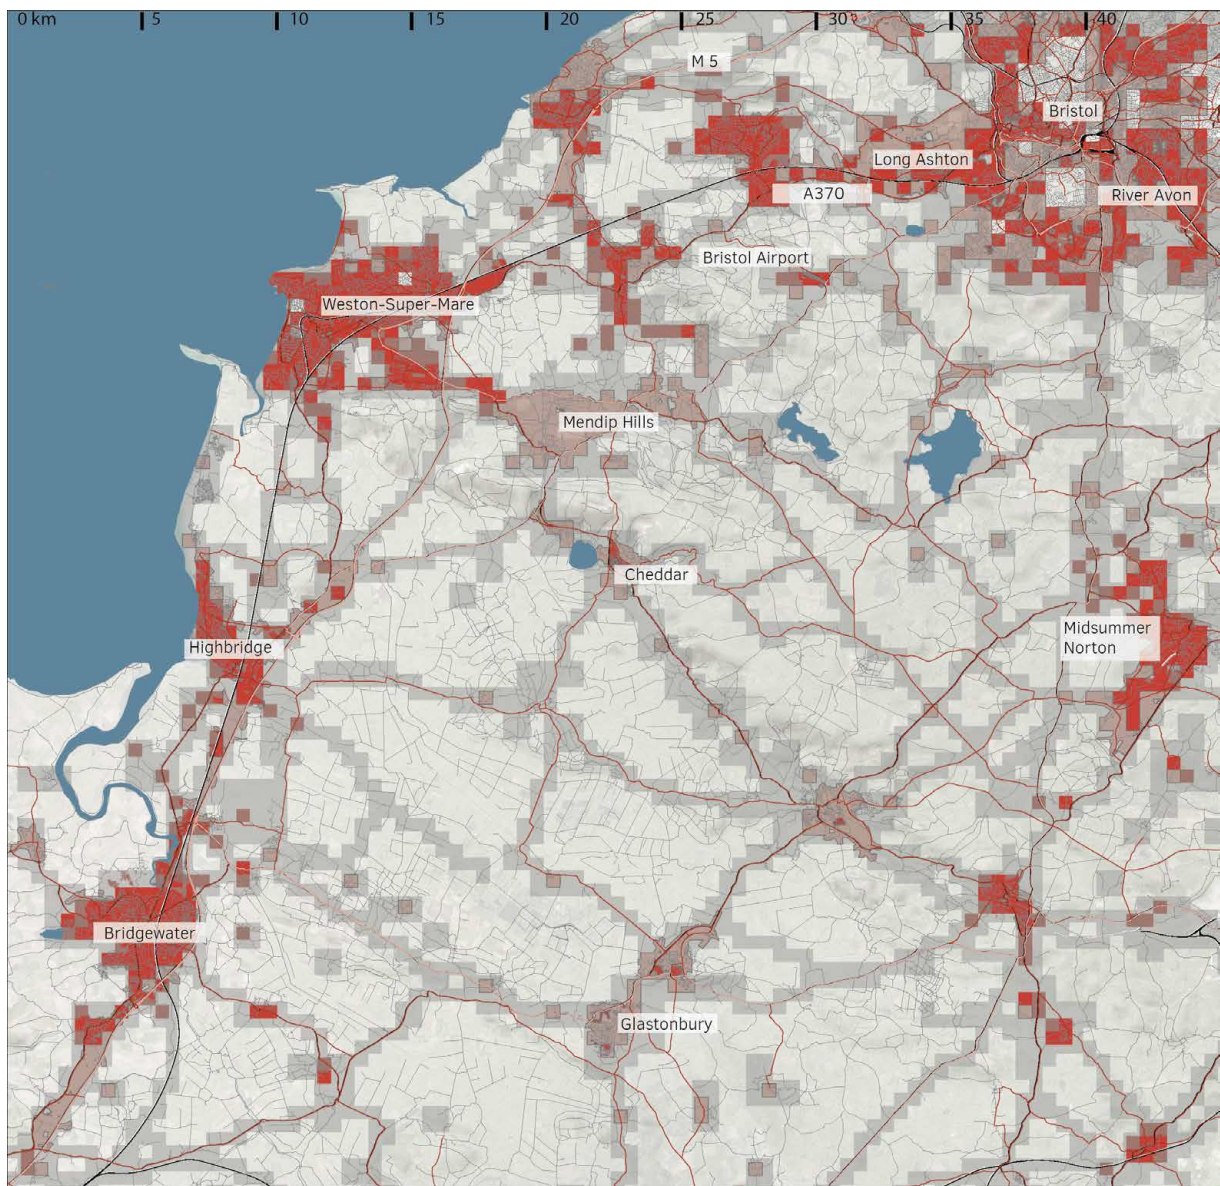 0 km 5 10 15 20 25 30 35 40
M 5
Bristol
Long Ashton
A370
River Avon
Bristol Airport
Weston-Super-Mare
Mendip Hills
Cheddar
Midsummer
Norton
Highbridge
Bridgewater
Glastonbury